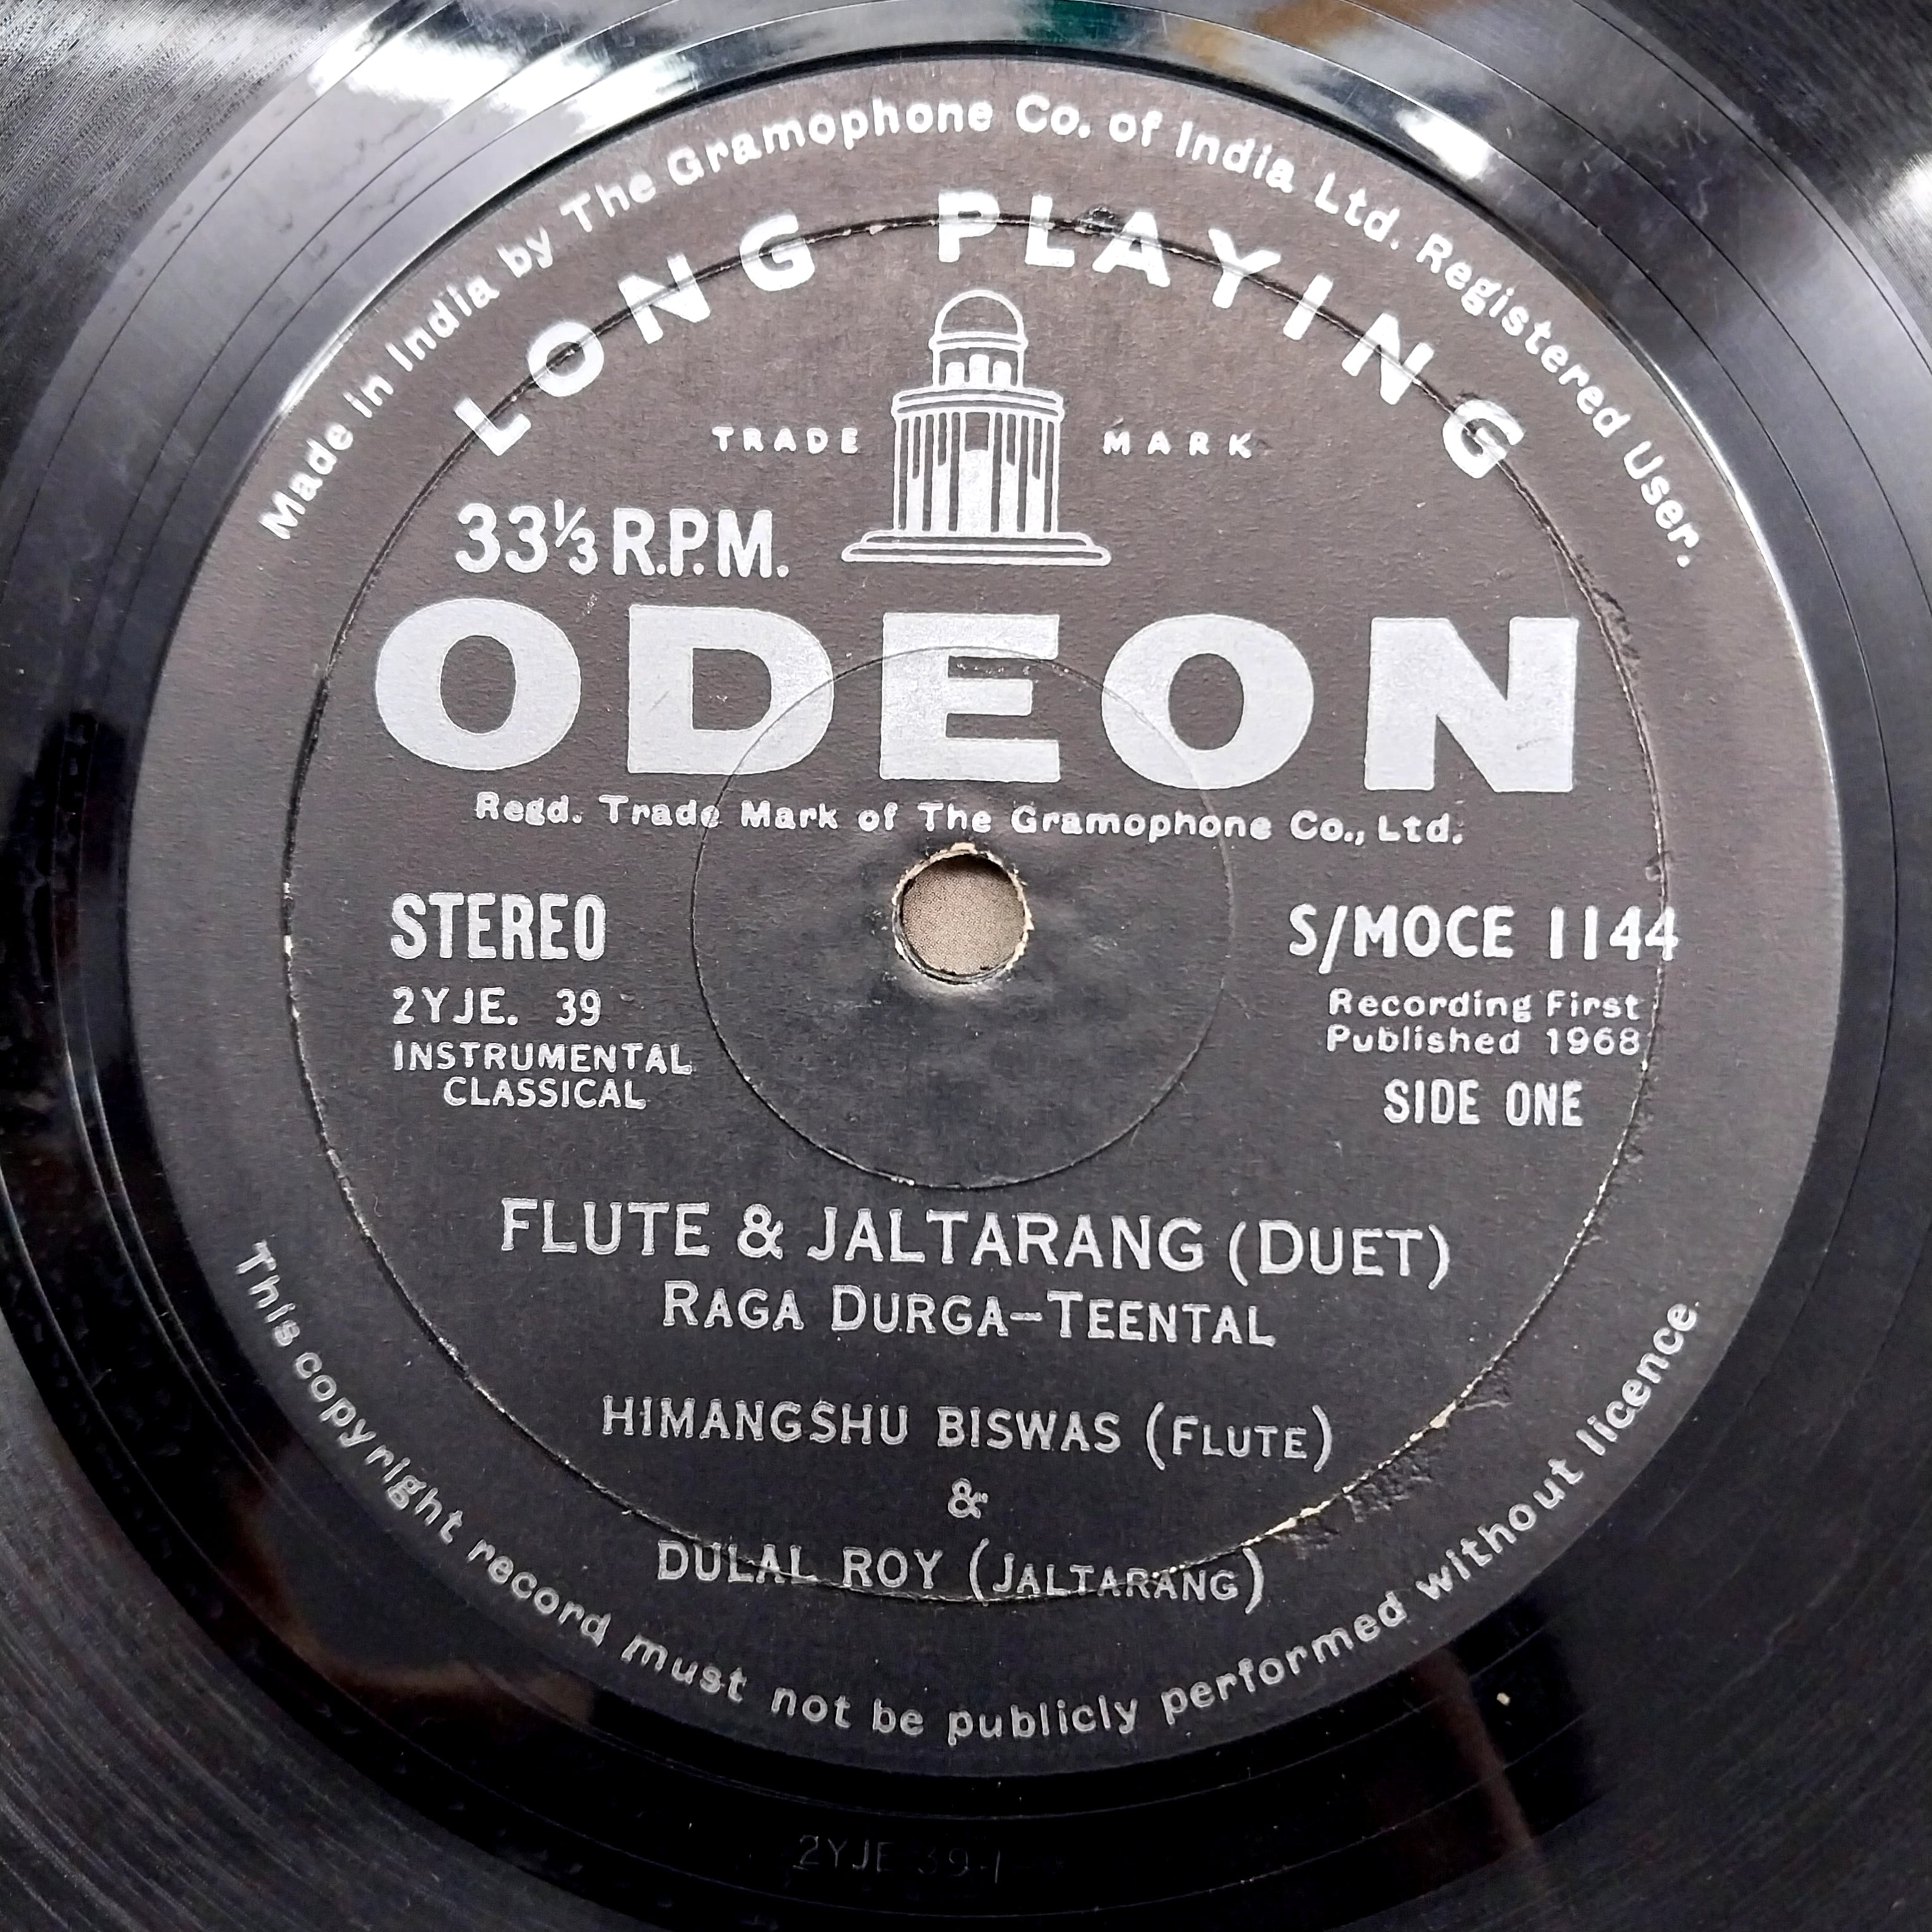 Made in India by The Gramophone Co. of India Ltd. Registered User.
LONG PLAYING
TRADE MARK
33⅓ R.P.M.
ODEON
Regd. Trade Mark of The Gramophone Co., Ltd.
STEREO
2YJE. 39
INSTRUMENTAL
CLASSICAL
S/MOCE 1144
Recording First
Published 1968
SIDE ONE
FLUTE & JALTARANG (DUET)
RAGA DURGA—TEENTAL
HIMANGSHU BISWAS (FLUTE)
&
DULAL ROY (JALTARANG)
This copyright record must not be publicly performed without licence.
2YJE 39-1